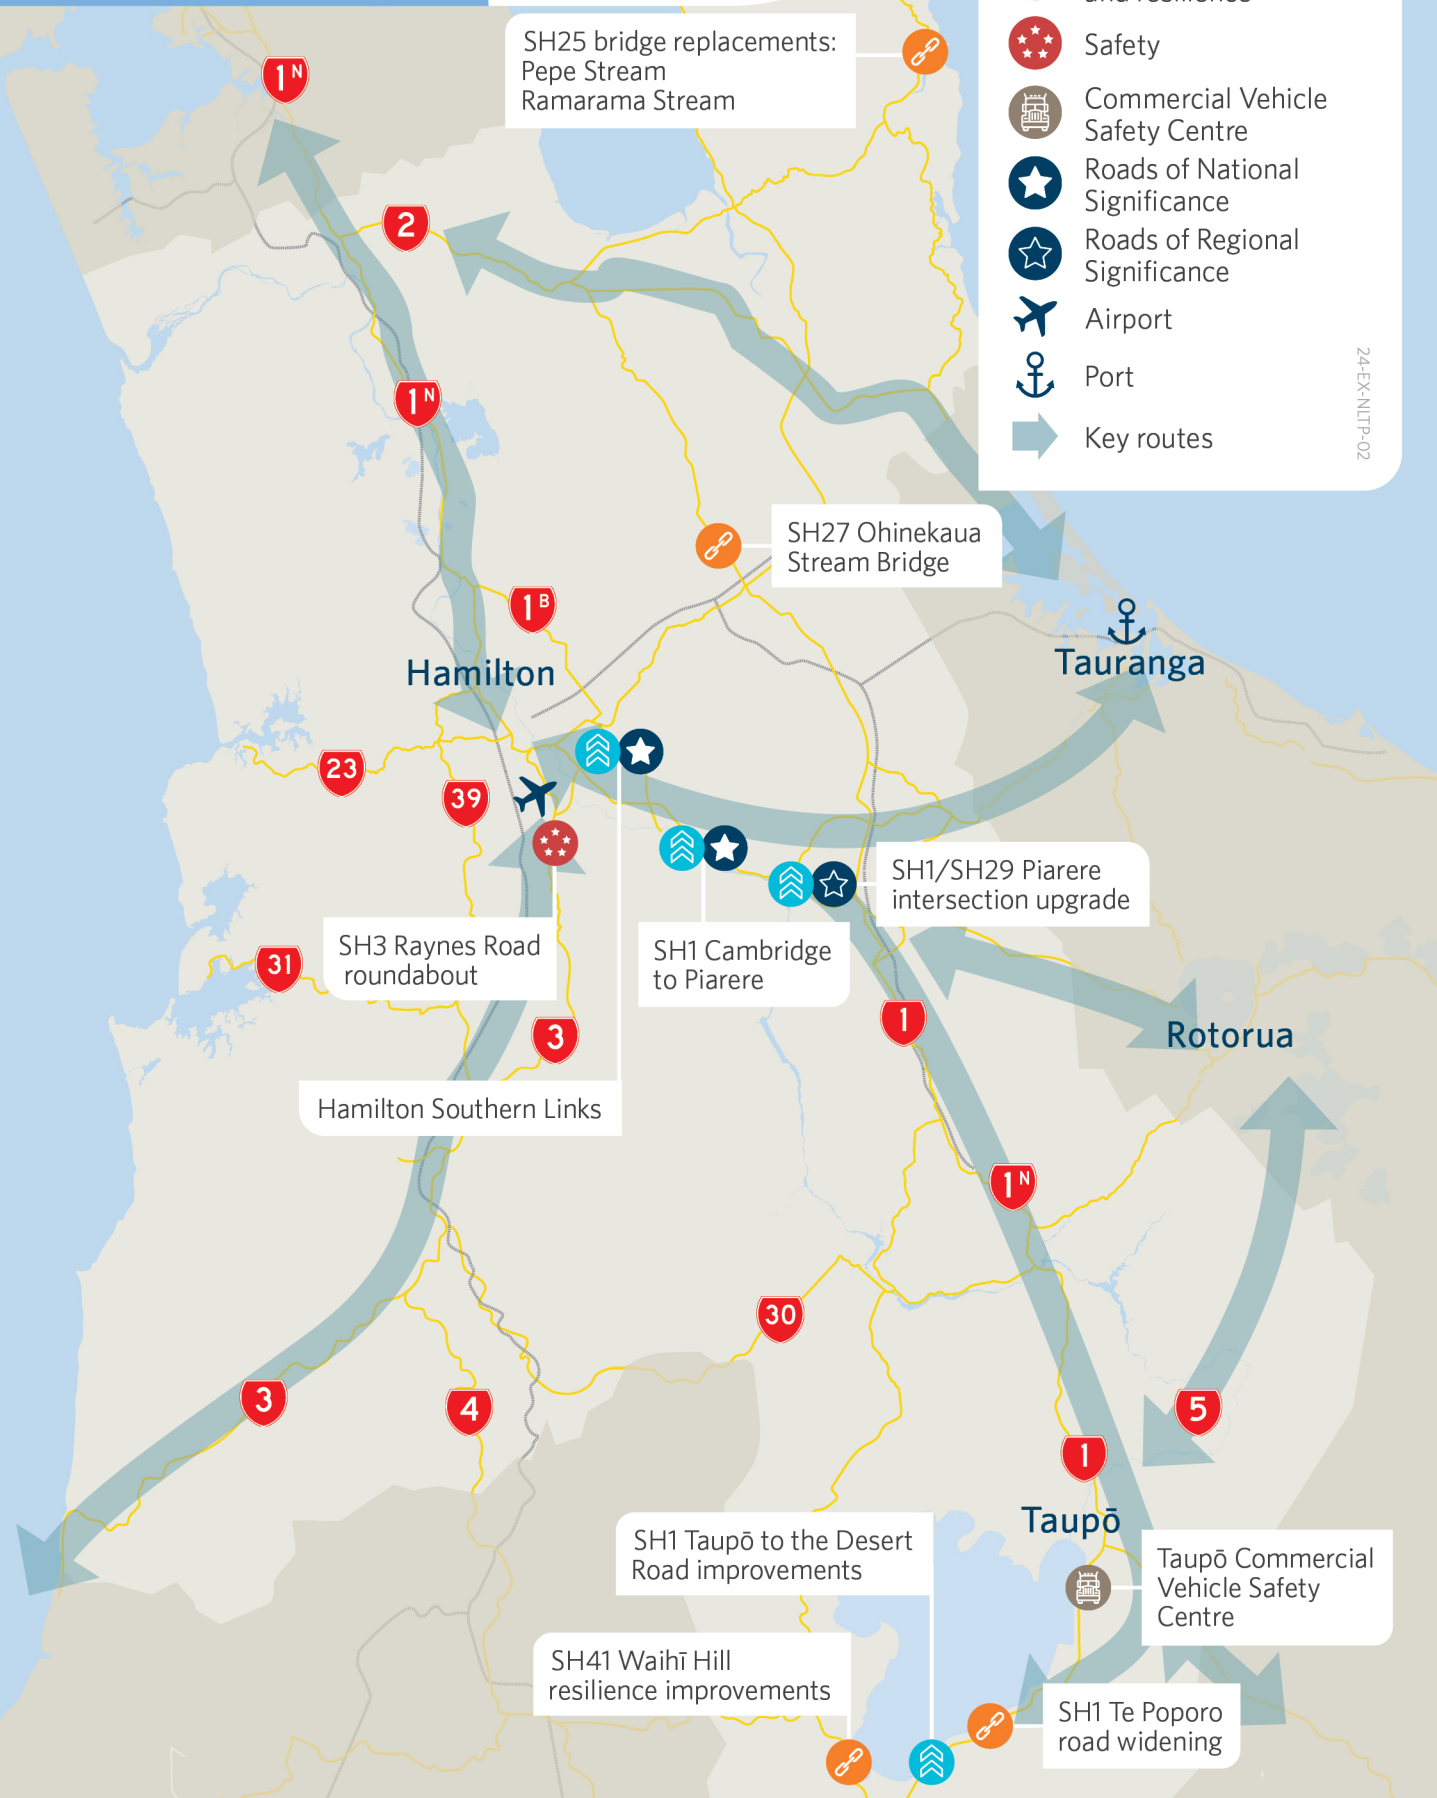 and resilience
SH25 bridge replacements:
Pepe Stream
Ramarama Stream
Safety
Commercial Vehicle
Safety Centre
Roads of National
Significance
Roads of Regional
Significance
Airport
Port
Key routes
24-EX-NLTP-02
1N
2
1N
SH27 Ohinekaua
Stream Bridge
1B
Hamilton
Tauranga
23
39
SH1/SH29 Piarere
intersection upgrade
SH3 Raynes Road
roundabout
SH1 Cambridge
to Piarere
31
1
3
Rotorua
Hamilton Southern Links
1N
30
3
4
5
1
Taupō
SH1 Taupō to the Desert
Road improvements
Taupō Commercial
Vehicle Safety
Centre
SH41 Waihī Hill
resilience improvements
SH1 Te Poporo
road widening